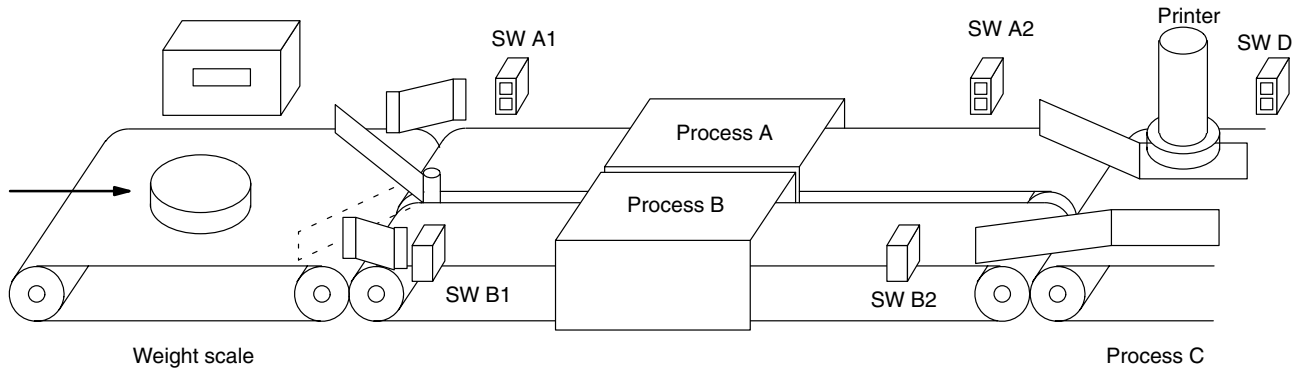 Printer
SW A1
SW A2
SW D
Process A
Process B
SW B1
SW B2
Weight scale
Process C